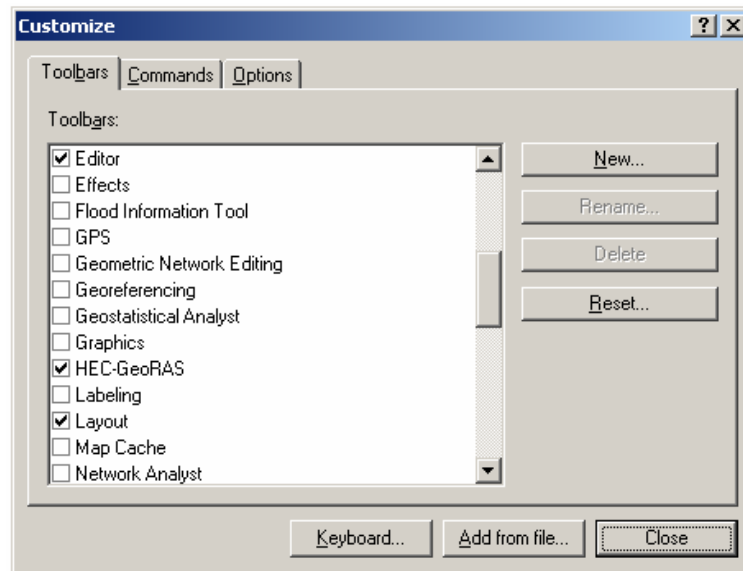 Customize
Toolbars
Commands
Options
Toolbars:
Editor
Effects
Flood Information Tool
GPS
Geometric Network Editing
Georeferencing
Geostatistical Analyst
Graphics
HEC-GeoRAS
Labeling
Layout
Map Cache
Network Analyst
New...
Rename...
Delete
Reset...
Keyboard...
Add from file...
Close